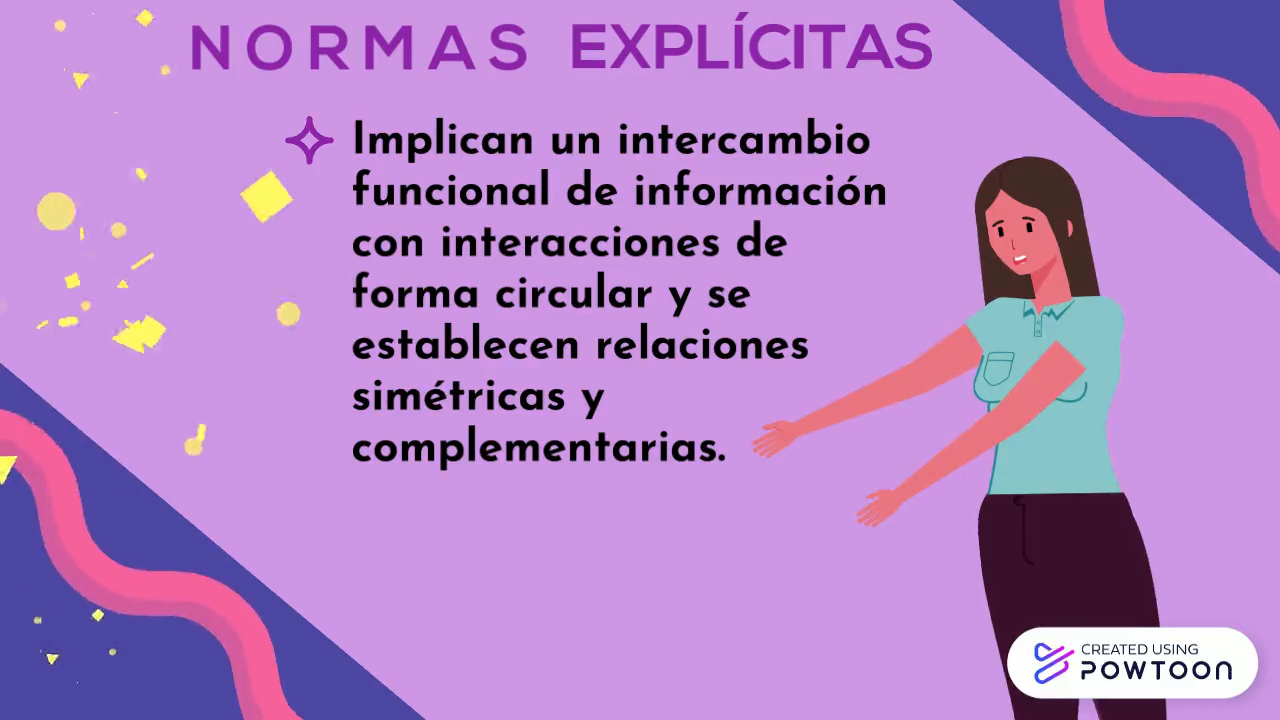 NORMAS EXPLÍCITAS
Implican un intercambio
funcional de información
con interacciones de
forma circular y se
establecen relaciones
simétricas y
complementarias.
CREATED USING
POWTOON